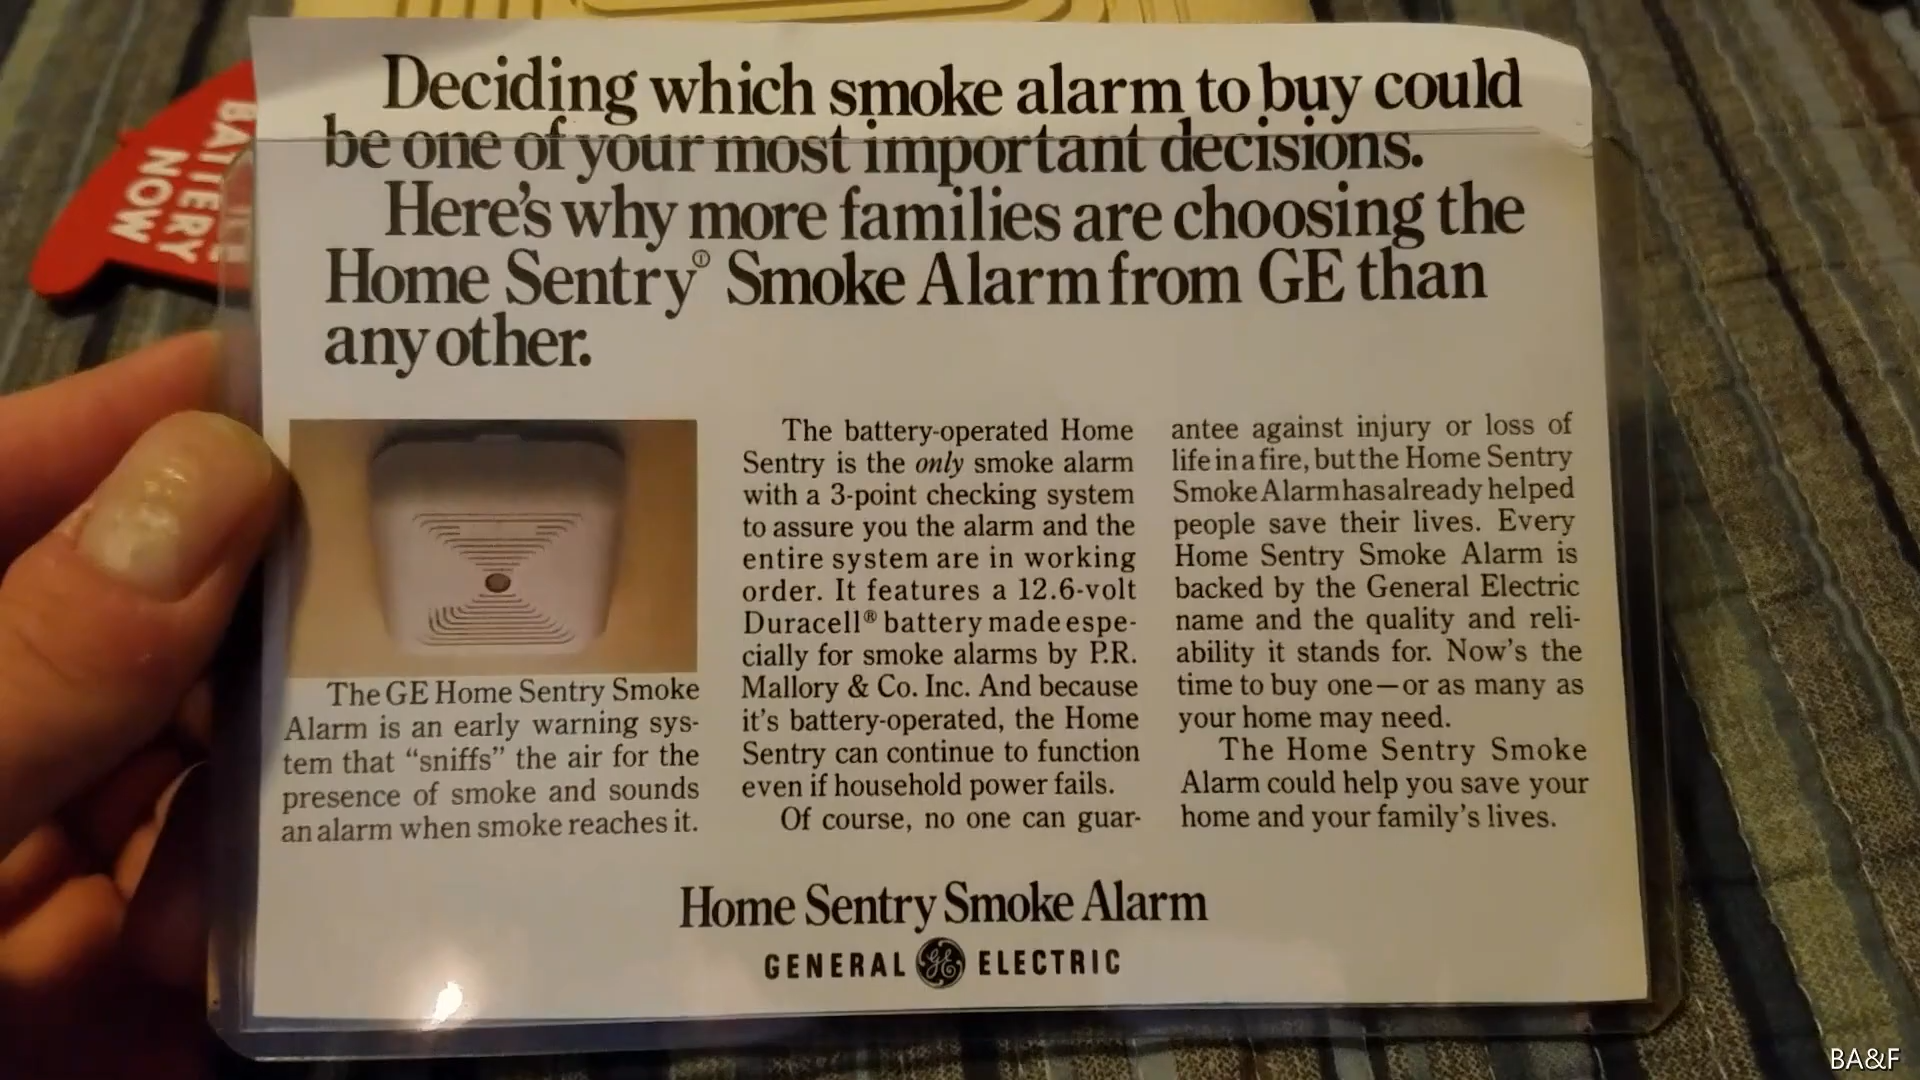 Deciding which smoke alarm to buy could
be one of your most important decisions.
Here's why more families are choosing the
Home Sentry® Smoke Alarm from GE than
any other.
The GE Home Sentry Smoke
Alarm is an early warning sys-
tem that “sniffs” the air for the
presence of smoke and sounds
an alarm when smoke reaches it.
The battery-operated Home
Sentry is the only smoke alarm
with a 3-point checking system
to assure you the alarm and the
entire system are in working
order. It features a 12.6-volt
Duracell® battery made espe-
cially for smoke alarms by P.R.
Mallory & Co. Inc. And because
it's battery-operated, the Home
Sentry can continue to function
even if household power fails.
Of course, no one can guar-
antee against injury or loss of
life in a fire, but the Home Sentry
Smoke Alarm has already helped
people save their lives. Every
Home Sentry Smoke Alarm is
backed by the General Electric
name and the quality and reli-
ability it stands for. Now's the
time to buy one—or as many as
your home may need.
The Home Sentry Smoke
Alarm could help you save your
home and your family's lives.
Home Sentry Smoke Alarm
GENERAL GE ELECTRIC
BATTERY
NOW
BA&F